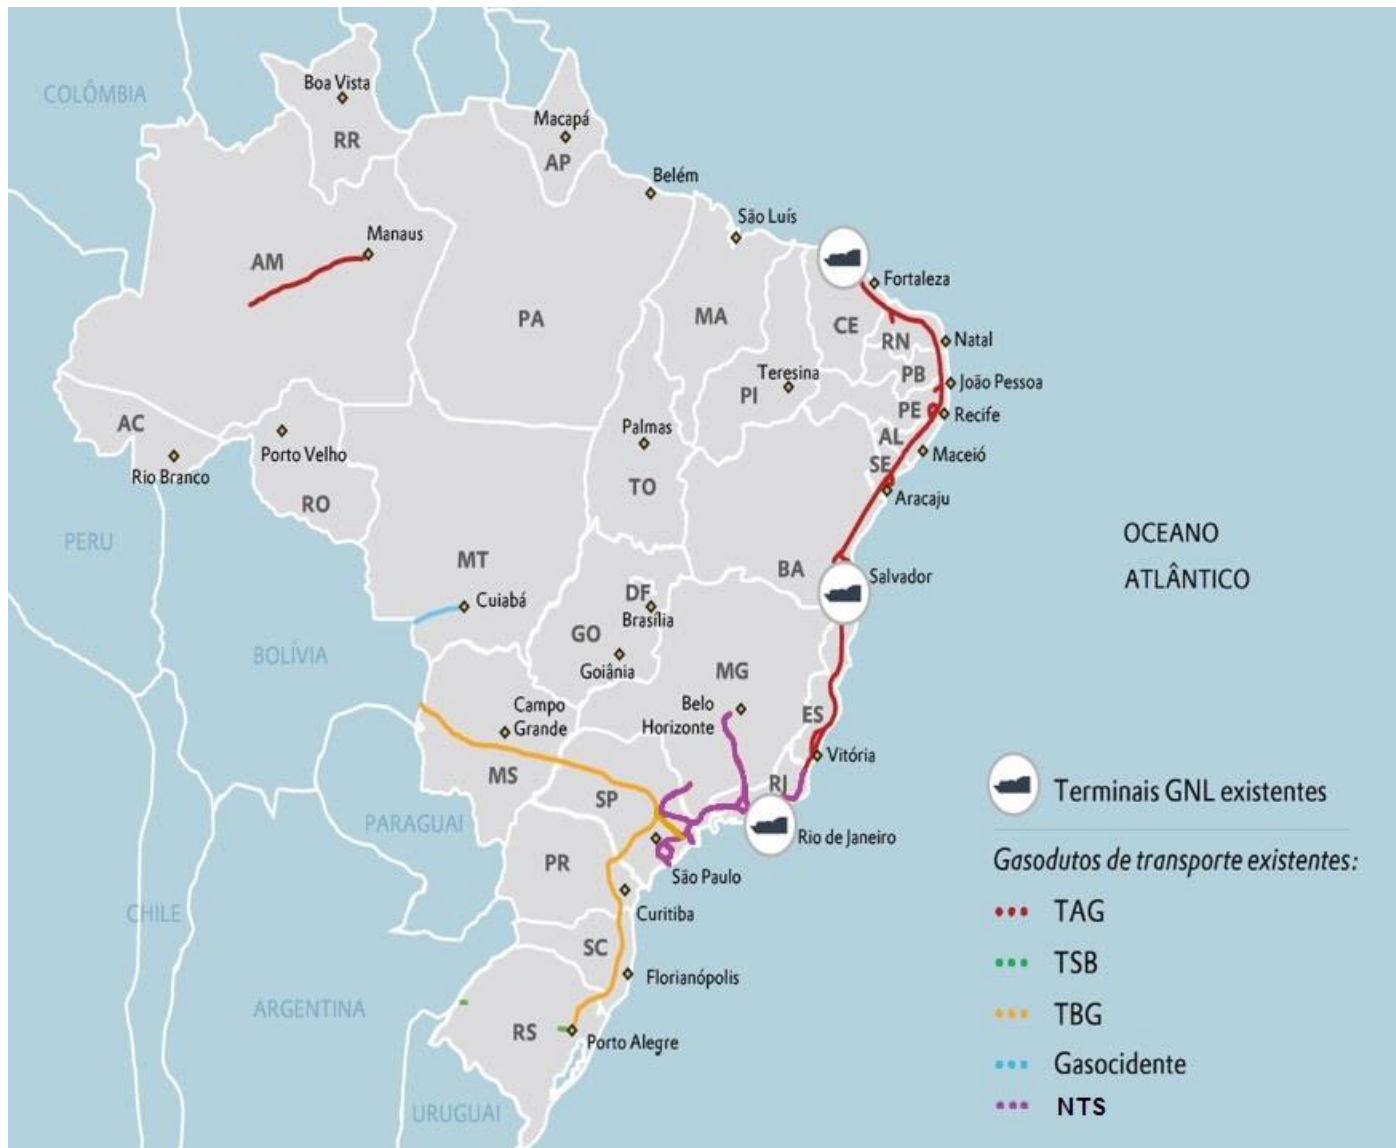 COLÔMBIA
Boa Vista
RR
Macapá
AP
Belém
São Luís
Manaus
AM
Fortaleza
PA
MA
CE
RN
Natal
Teresina
PB
João Pessoa
PI
PE
Recife
AC
Palmas
AL
Maceió
Porto Velho
Rio Branco
SE
TO
Aracaju
RO
PERU
OCEANO
ATLÂNTICO
MT
BA
Salvador
Cuiabá
DF
Brasília
GO
BOLÍVIA
Goiânia
MG
Belo
Horizonte
Campo
Grande
ES
Vitória
MS
RJ
SP
Terminais GNL existentes
PARAGUAI
Rio de Janeiro
PR
São Paulo
Gasodutos de transporte existentes:
CHILE
Curitiba
TAG
SC
TSB
Florianópolis
ARGENTINA
TBG
RS
Porto Alegre
Gasocidente
URUGUAI
NTS